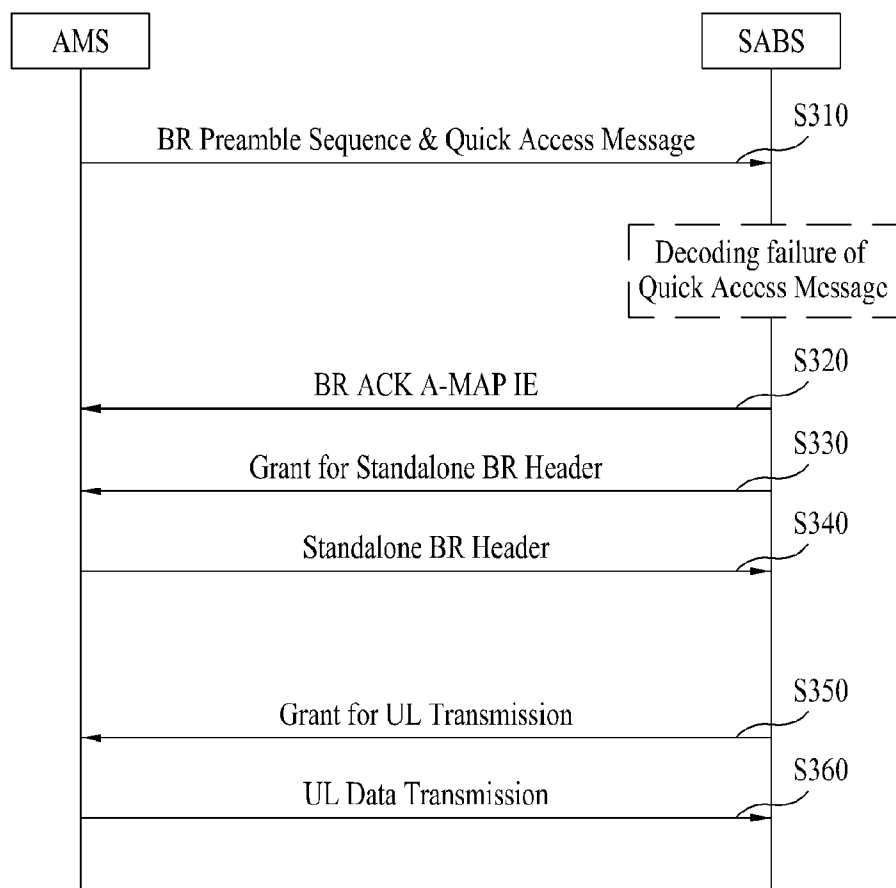 AMS
SABS
S310
BR Preamble Sequence & Quick Access Message
Decoding failure of
Quick Access Message
S320
BR ACK A-MAP IE
S330
Grant for Standalone BR Header
S340
Standalone BR Header
S350
Grant for UL Transmission
S360
UL Data Transmission